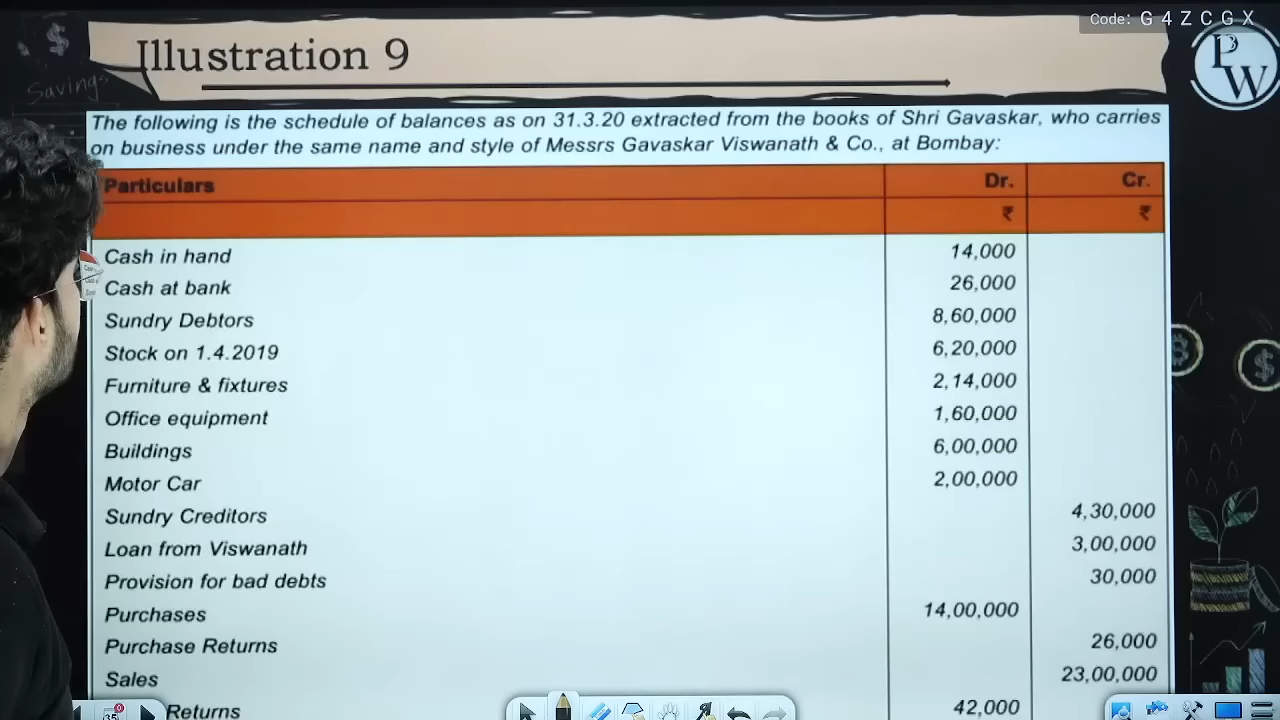 Code: G 4 Z C G X
Illustration 9
PW
Savings
The following is the schedule of balances as on 31.3.20 extracted from the books of Shri Gavaskar, who carries
on business under the same name and style of Messrs Gavaskar Viswanath & Co., at Bombay:
Particulars Dr. Cr.
₹ ₹
Cash in hand 14,000
Cash at bank 26,000
Sundry Debtors 8,60,000
Stock on 1.4.2019 6,20,000
Furniture & fixtures 2,14,000
Office equipment 1,60,000
Buildings 6,00,000
Motor Car 2,00,000
Sundry Creditors 4,30,000
Loan from Viswanath 3,00,000
Provision for bad debts 30,000
Purchases 14,00,000
Purchase Returns 26,000
Sales 23,00,000
Returns 42,000